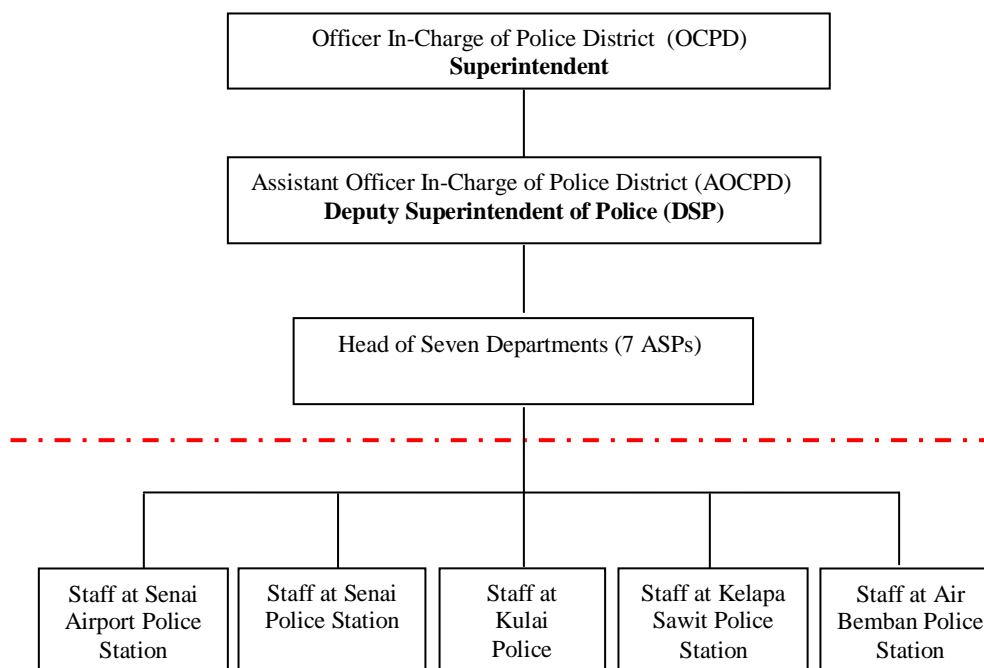 Officer In-Charge of Police District (OCPD)
Superintendent
Assistant Officer In-Charge of Police District (AOCPD)
Deputy Superintendent of Police (DSP)
Head of Seven Departments (7 ASPs)
Staff at Senai
Airport Police
Station
Staff at Senai
Police Station
Staff at
Kulai
Police
Staff at Kelapa
Sawit Police
Station
Staff at Air
Bemban Police
Station